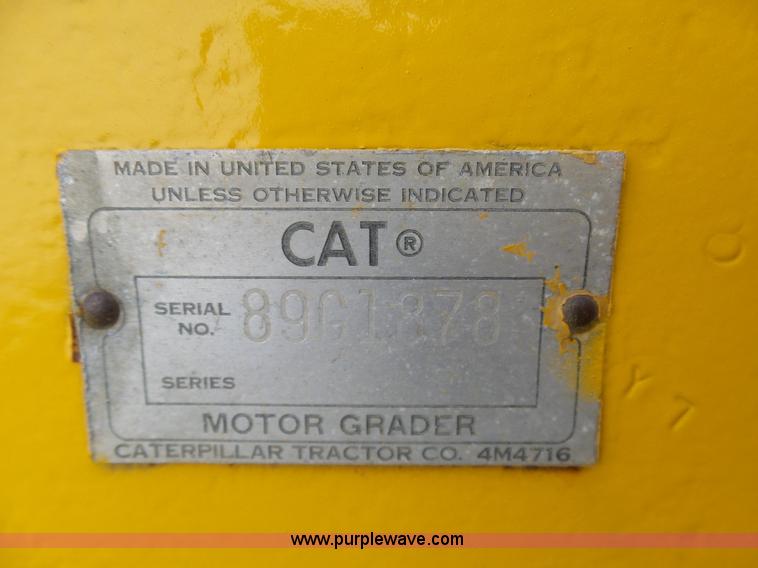 MADE IN UNITED STATES OF AMERICA
UNLESS OTHERWISE INDICATED
CAT®
SERIAL NO. 89G1878
SERIES
MOTOR GRADER
CATERPILLAR TRACTOR CO. 4M4716
Y 7
www.purplewave.com